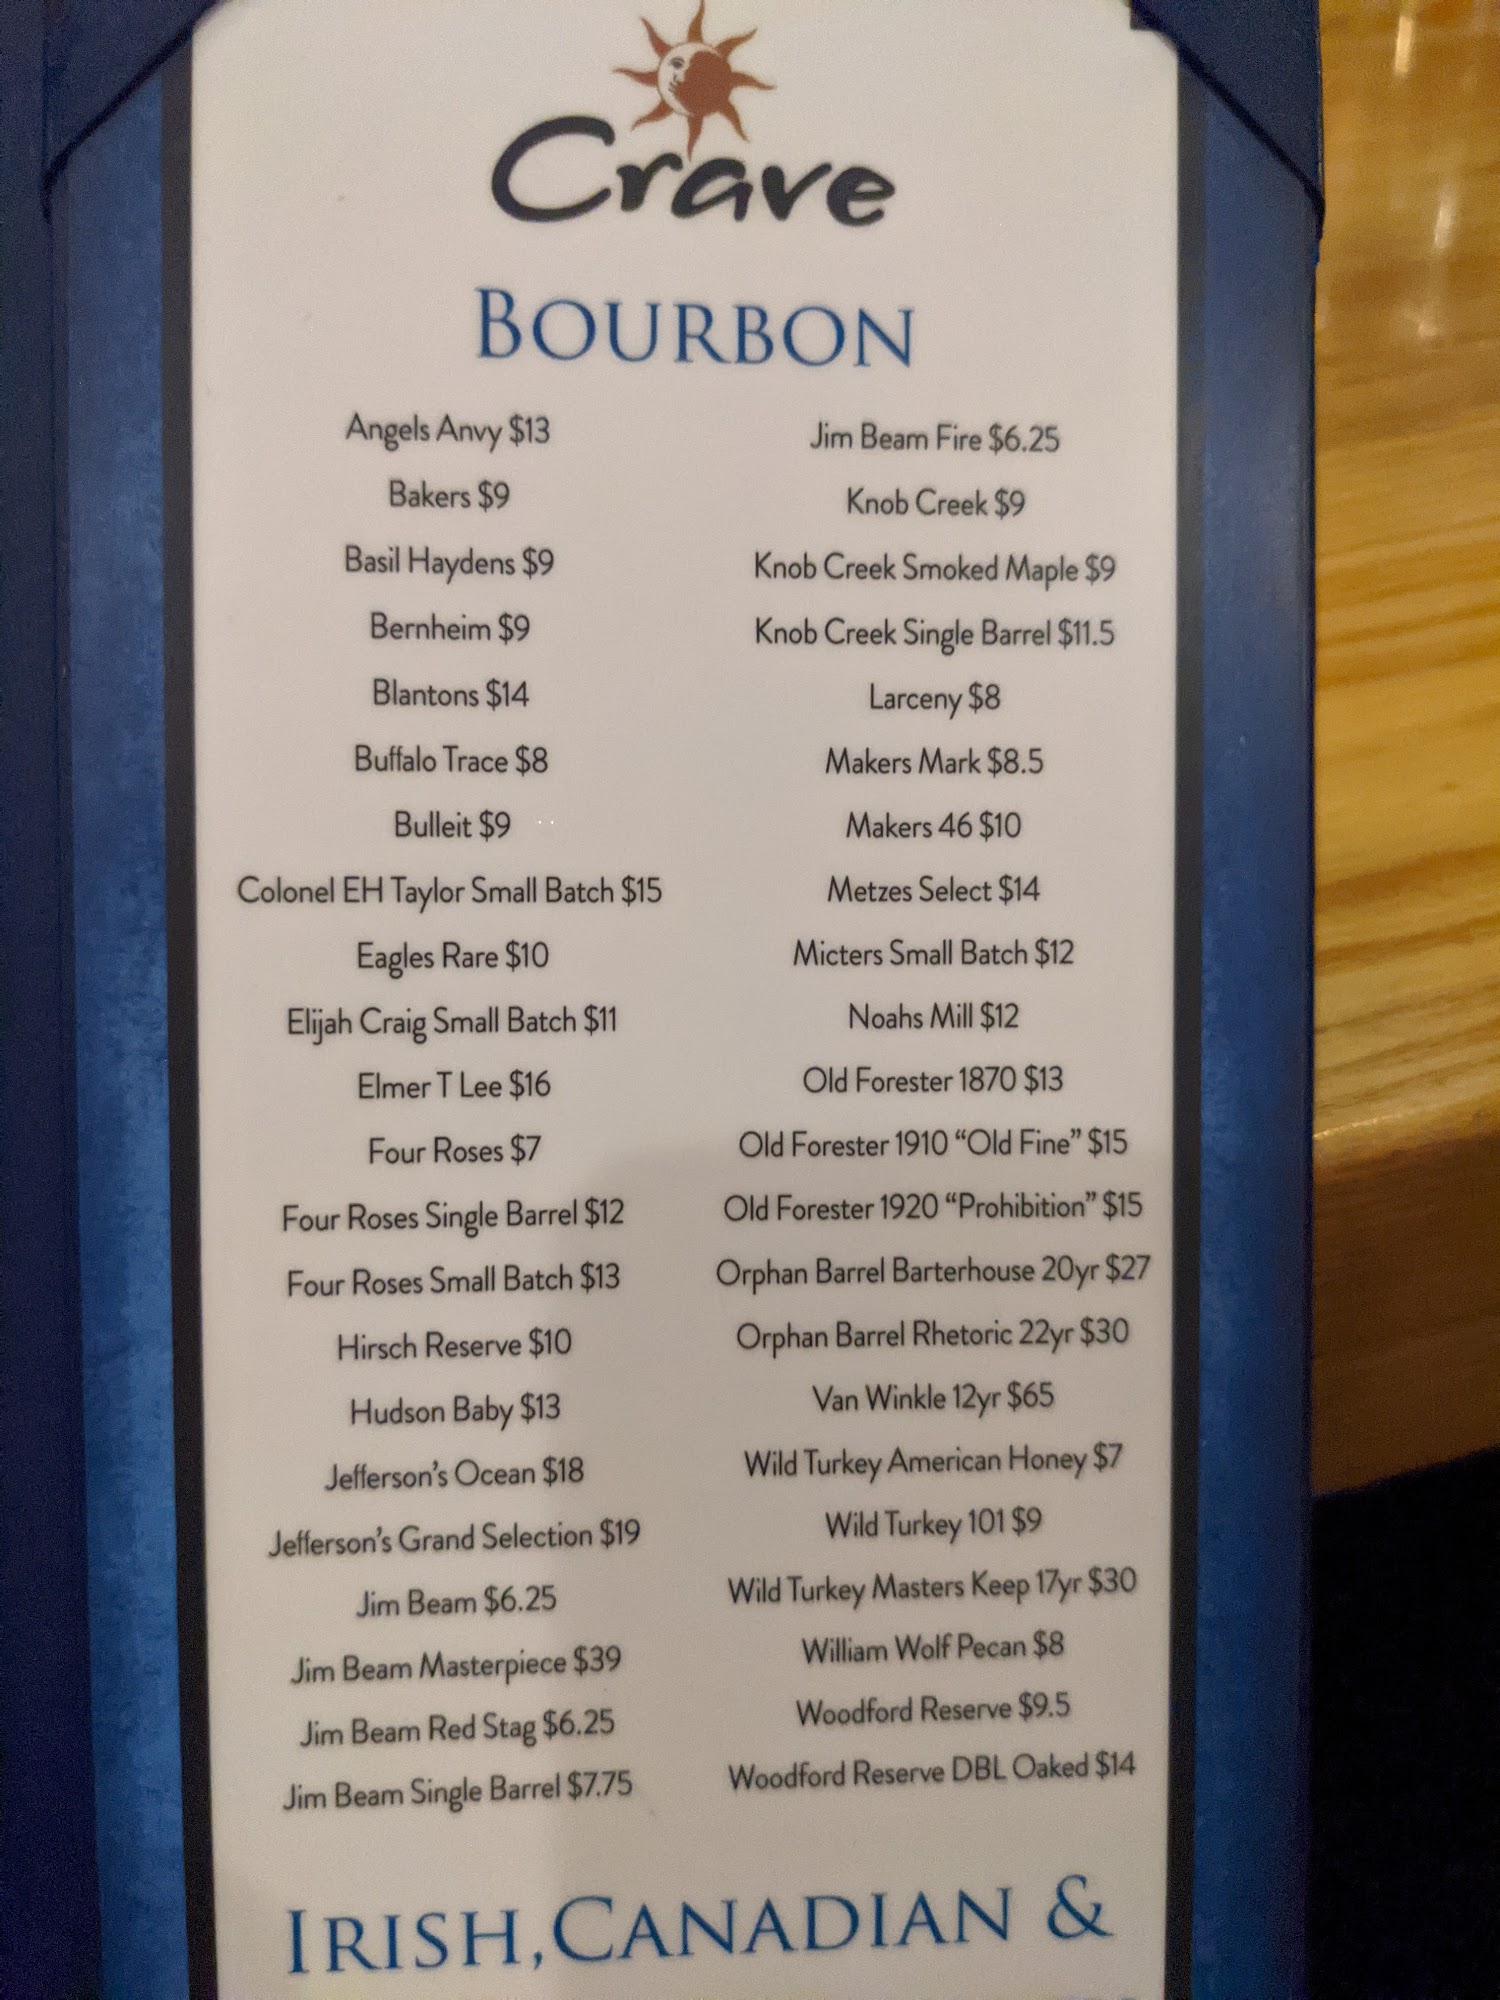 Crave
BOURBON
Angels Anvy $13
Bakers $9
Basil Haydens $9
Bernheim $9
Blantons $14
Buffalo Trace $8
Bulleit $9
Colonel EH Taylor Small Batch $15
Eagles Rare $10
Elijah Craig Small Batch $11
Elmer T Lee $16
Four Roses $7
Four Roses Single Barrel $12
Four Roses Small Batch $13
Hirsch Reserve $10
Hudson Baby $13
Jefferson's Ocean $18
Jefferson's Grand Selection $19
Jim Beam $6.25
Jim Beam Masterpiece $39
Jim Beam Red Stag $6.25
Jim Beam Single Barrel $7.75
Jim Beam Fire $6.25
Knob Creek $9
Knob Creek Smoked Maple $9
Knob Creek Single Barrel $11.5
Larceny $8
Makers Mark $8.5
Makers 46 $10
Metzes Select $14
Micters Small Batch $12
Noahs Mill $12
Old Forester 1870 $13
Old Forester 1910 “Old Fine” $15
Old Forester 1920 “Prohibition” $15
Orphan Barrel Barterhouse 20yr $27
Orphan Barrel Rhetoric 22yr $30
Van Winkle 12yr $65
Wild Turkey American Honey $7
Wild Turkey 101 $9
Wild Turkey Masters Keep 17yr $30
William Wolf Pecan $8
Woodford Reserve $9.5
Woodford Reserve DBL Oaked $14
IRISH, CANADIAN &